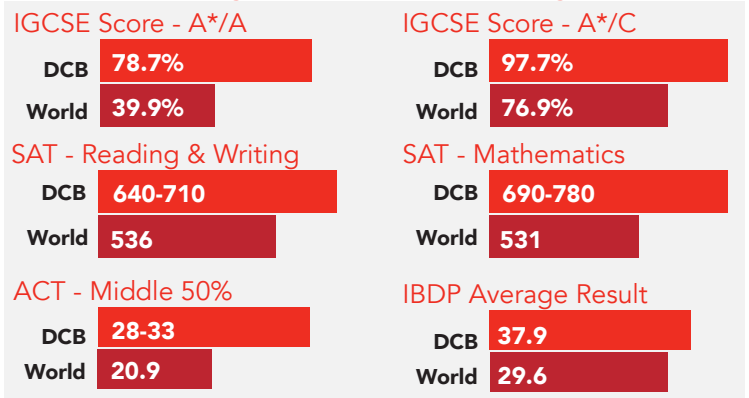 IGCSE Score - A*/A
DCB 78.7%
World 39.9%
IGCSE Score - A*/C
DCB 97.7%
World 76.9%
SAT - Reading & Writing
DCB 640-710
World 536
SAT - Mathematics
DCB 690-780
World 531
ACT - Middle 50%
DCB 28-33
World 20.9
IBDP Average Result
DCB 37.9
World 29.6